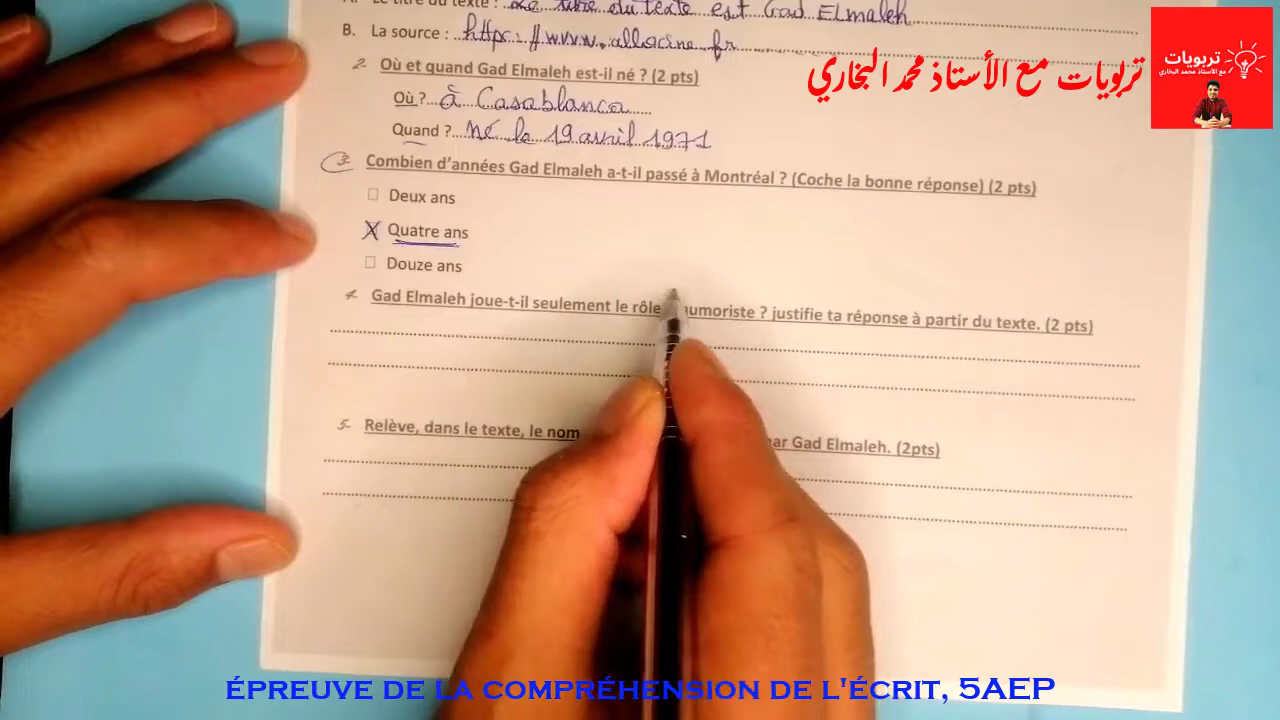 Le titre du texte : Le titre du texte est Gad ELmaleh
B. La source : http://www.allocine.fr
2. Où et quand Gad Elmaleh est-il né ? (2 pts)
Où ? à Casablanca
Quand ? né le 19 avril 1971
3. Combien d'années Gad Elmaleh a-t-il passé à Montréal ? (Coche la bonne réponse) (2 pts)
☐ Deux ans
X Quatre ans
☐ Douze ans
4. Gad Elmaleh joue-t-il seulement le rôle humoriste ? justifie ta réponse à partir du texte. (2 pts)
5. Relève, dans le texte, le nom par Gad Elmaleh. (2pts)
تربويات مع الأستاذ محمد البخاري
تربويات
مع الاستاذ محمد البخاري
ÉPREUVE DE LA COMPRÉHENSION DE L'ÉCRIT, 5AEP